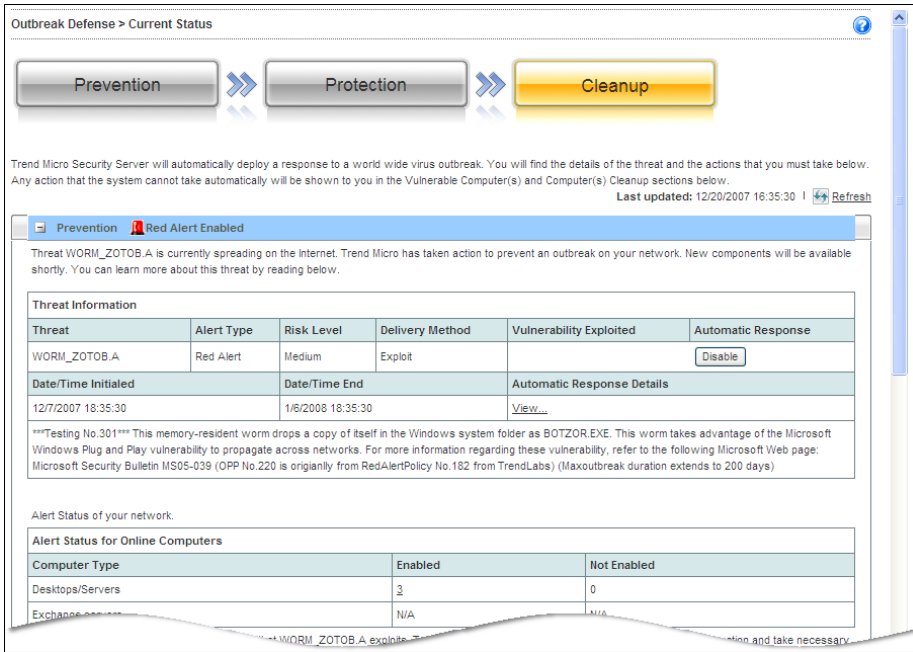 Outbreak Defense > Current Status
Prevention
Protection
Cleanup
Trend Micro Security Server will automatically deploy a response to a world wide virus outbreak. You will find the details of the threat and the actions that you must take below.
Any action that the system cannot take automatically will be shown to you in the Vulnerable Computer(s) and Computer(s) Cleanup sections below.
Last updated: 12/20/2007 16:35:30 | Refresh
Prevention Red Alert Enabled
Threat WORM_ZOTOB.A is currently spreading on the Internet. Trend Micro has taken action to prevent an outbreak on your network. New components will be available
shortly. You can learn more about this threat by reading below.
Threat Information
Threat Alert Type Risk Level Delivery Method Vulnerability Exploited Automatic Response
WORM_ZOTOB.A Red Alert Medium Exploit Disable
Date/Time Initialed Date/Time End Automatic Response Details
12/7/2007 18:35:30 1/6/2008 18:35:30 View...
***Testing No.301*** This memory-resident worm drops a copy of itself in the Windows system folder as BOTZOR.EXE. This worm takes advantage of the Microsoft
Windows Plug and Play vulnerability to propagate across networks. For more information regarding these vulnerability, refer to the following Microsoft Web page:
Microsoft Security Bulletin MS05-039 (OPP No.220 is origianlly from RedAlertPolicy No.182 from TrendLabs) (Maxoutbreak duration extends to 200 days)
Alert Status of your network.
Alert Status for Online Computers
Computer Type Enabled Not Enabled
Desktops/Servers 3 0
Exchange servers N/A N/A
WORM_ZOTOB.A exploits and take necessary